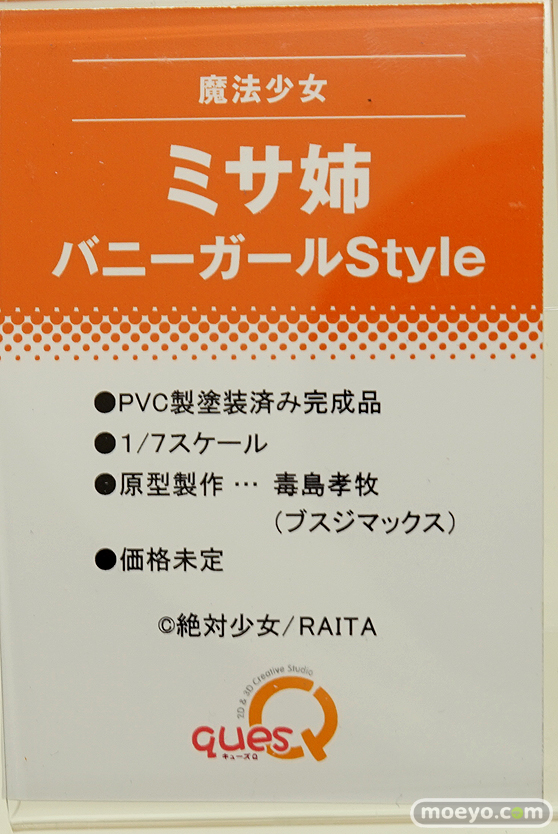 魔法少女
ミサ姉
バニーガールStyle
●PVC製塗装済み完成品
●1/7スケール
●原型製作 … 毒島孝牧
(ブスジマックス)
●価格未定
©絶対少女/RAITA
2D & 3D Creative Studio
quesQ
キューズQ
moeyo.com